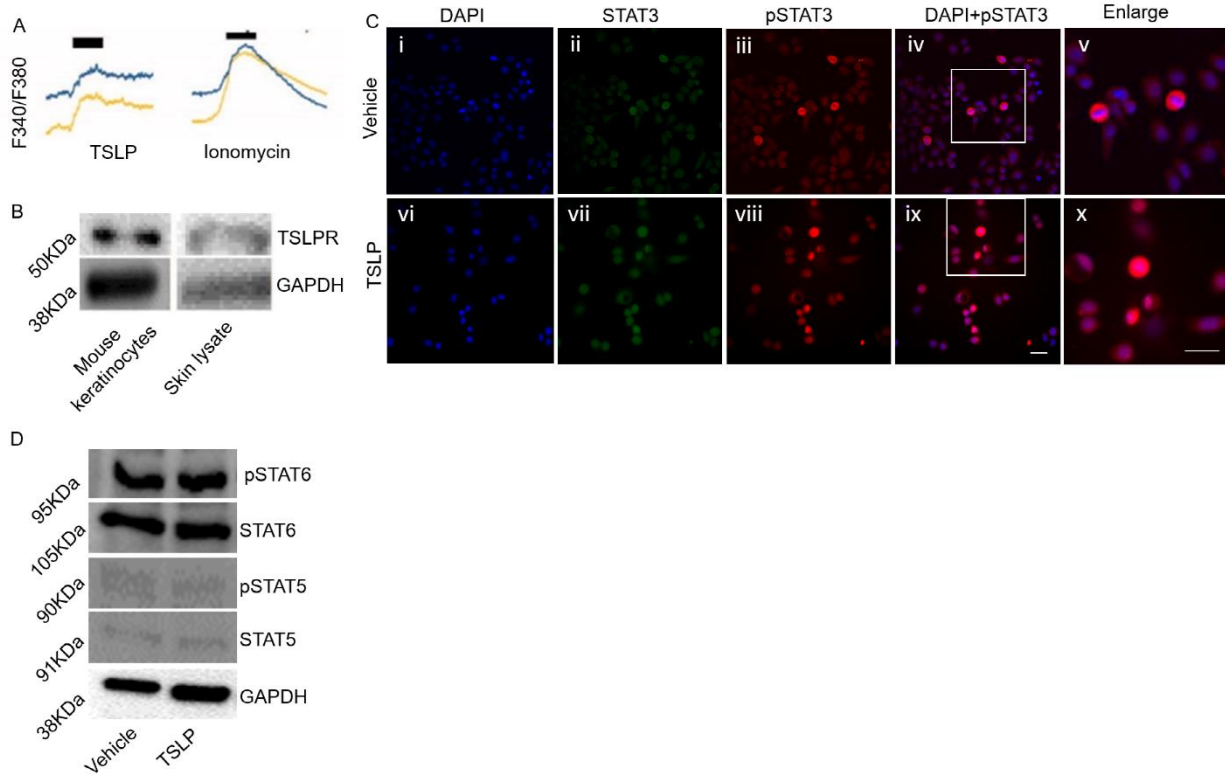 A
F340/F380
TSLP
Ionomycin
B
50KDa
TSLPR
38KDa
GAPDH
Mouse
keratinocytes
Skin lysate
C
DAPI
STAT3
pSTAT3
DAPI+pSTAT3
Enlarge
Vehicle
i
ii
iii
iv
v
TSLP
vi
vii
viii
ix
x
D
95KDa
pSTAT6
105KDa
STAT6
90KDa
pSTAT5
91KDa
STAT5
38KDa
GAPDH
Vehicle
TSLP